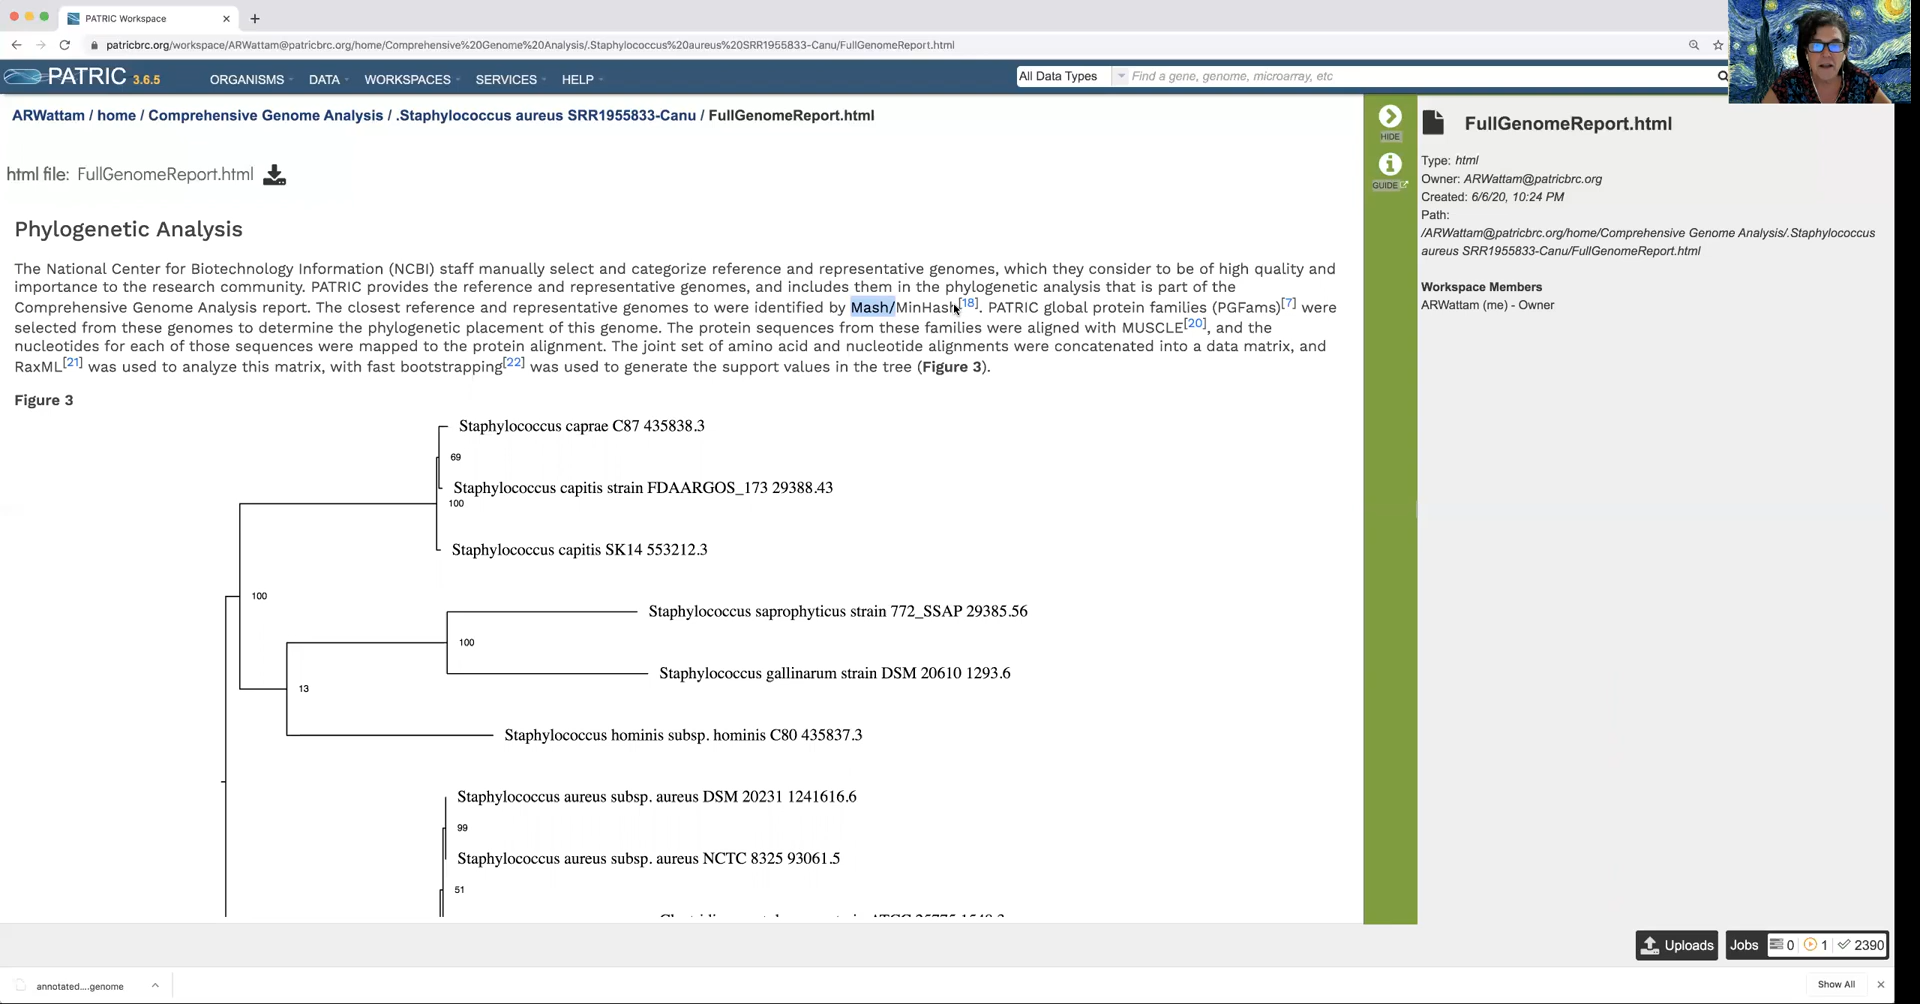 PATRIC Workspace
patricbrc.org/workspace/ARWattam@patricbrc.org/home/Comprehensive%20Genome%20Analysis/.Staphylococcus%20aureus%20SRR1955833-Canu/FullGenomeReport.html
PATRIC 3.6.5
ORGANISMS
DATA
WORKSPACES
SERVICES
HELP
All Data Types
Find a gene, genome, microarray, etc
ARWattam / home / Comprehensive Genome Analysis / .Staphylococcus aureus SRR1955833-Canu / FullGenomeReport.html
html file: FullGenomeReport.html
Phylogenetic Analysis
The National Center for Biotechnology Information (NCBI) staff manually select and categorize reference and representative genomes, which they consider to be of high quality and
importance to the research community. PATRIC provides the reference and representative genomes, and includes them in the phylogenetic analysis that is part of the
Comprehensive Genome Analysis report. The closest reference and representative genomes to were identified by Mash/MinHash[18]. PATRIC global protein families (PGFams)[7] were
selected from these genomes to determine the phylogenetic placement of this genome. The protein sequences from these families were aligned with MUSCLE[20], and the
nucleotides for each of those sequences were mapped to the protein alignment. The joint set of amino acid and nucleotide alignments were concatenated into a data matrix, and
RaxML[21] was used to analyze this matrix, with fast bootstrapping[22] was used to generate the support values in the tree (Figure 3).
Figure 3
Staphylococcus caprae C87 435838.3
69
Staphylococcus capitis strain FDAARGOS_173 29388.43
100
Staphylococcus capitis SK14 553212.3
100
Staphylococcus saprophyticus strain 772_SSAP 29385.56
100
Staphylococcus gallinarum strain DSM 20610 1293.6
13
Staphylococcus hominis subsp. hominis C80 435837.3
Staphylococcus aureus subsp. aureus DSM 20231 1241616.6
99
Staphylococcus aureus subsp. aureus NCTC 8325 93061.5
51
HIDE
GUIDE
FullGenomeReport.html
Type: html
Owner: ARWattam@patricbrc.org
Created: 6/6/20, 10:24 PM
Path:
/ARWattam@patricbrc.org/home/Comprehensive Genome Analysis/.Staphylococcus
aureus SRR1955833-Canu/FullGenomeReport.html
Workspace Members
ARWattam (me) - Owner
Uploads
Jobs 0 1 2390
annotated....genome
Show All